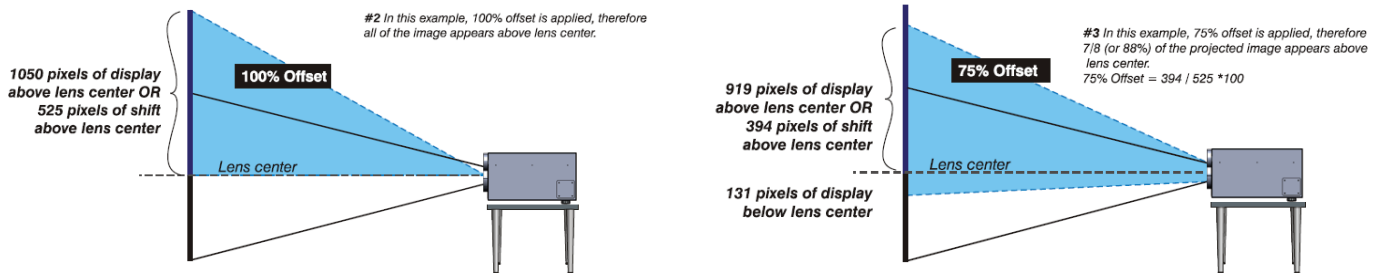 #2 In this example, 100% offset is applied, therefore
all of the image appears above lens center.
1050 pixels of display
above lens center OR
525 pixels of shift
above lens center
100% Offset
Lens center
#3 In this example, 75% offset is applied, therefore
7/8 (or 88%) of the projected image appears above
lens center.
75% Offset = 394 / 525 *100
919 pixels of display
above lens center OR
394 pixels of shift
above lens center
75% Offset
Lens center
131 pixels of display
below lens center